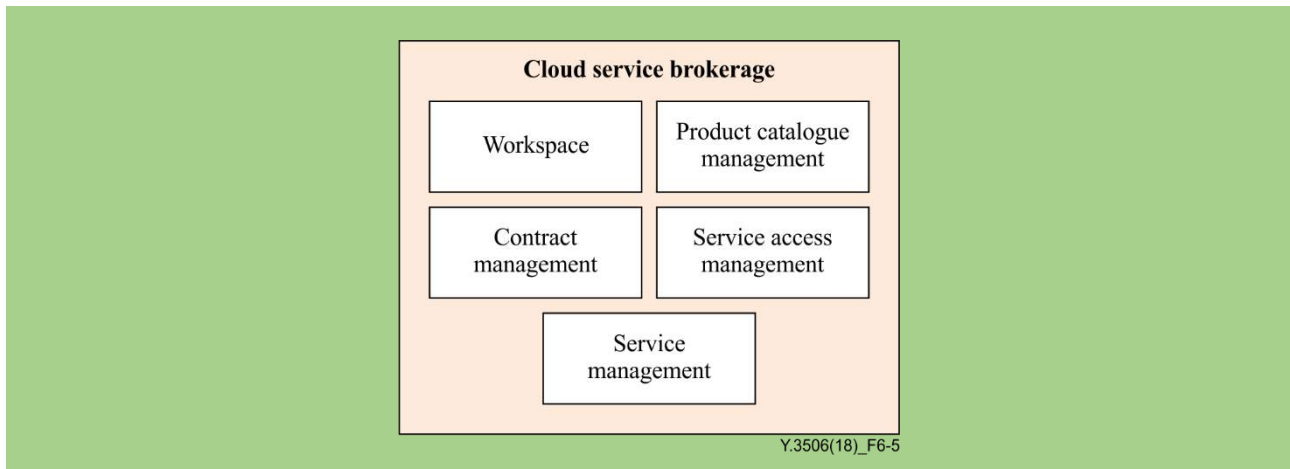 Cloud service brokerage
Workspace
Product catalogue
management
Contract
management
Service access
management
Service
management
Y.3506(18)_F6-5